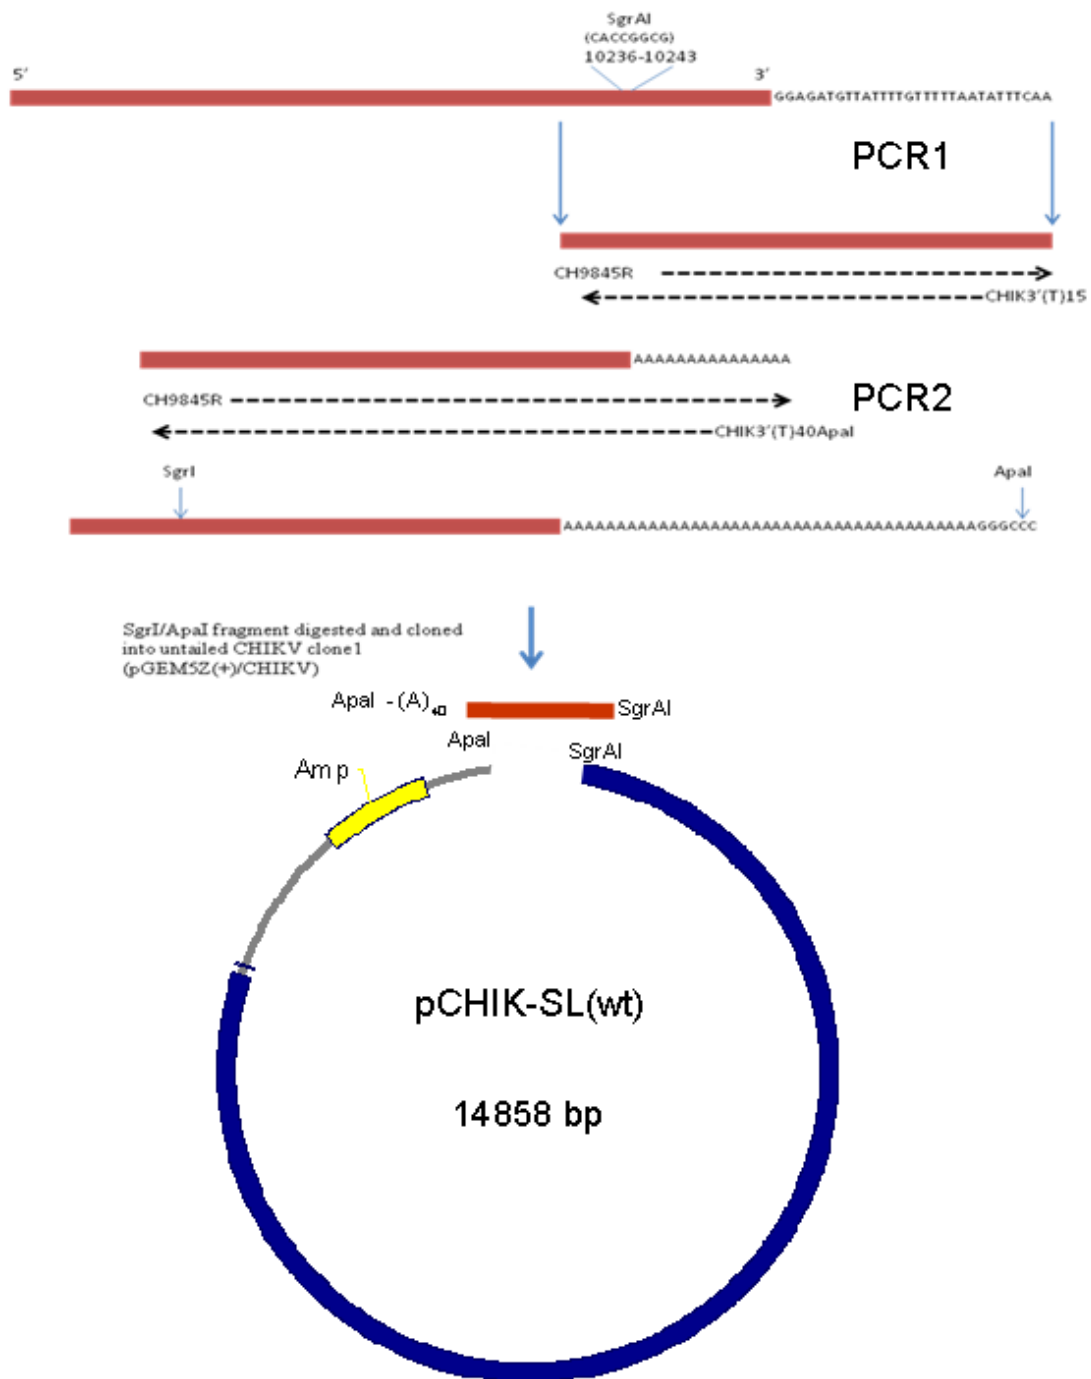 SgrAI
(CACCGGCG)
10236-10243
5′
3′
GGAGATGTTATTTTGTTTTTAATATTTCAA
PCR1
CH9845R
CHIK3′(T)15
AAAAAAAAAAAAAAA
CH9845R
PCR2
CHIK3′(T)40ApaI
SgrI
ApaI
AAAAAAAAAAAAAAAAAAAAAAAAAAAAAAAAAAAAAAAAGGGCCC
SgrI/ApaI fragment digested and cloned
into untailed CHIKV clone1
(pGEM5Z(+)/CHIKV)
ApaI -(A)40
SgrAI
ApaI
SgrAI
Amp
pCHIK-SL(wt)
14858 bp